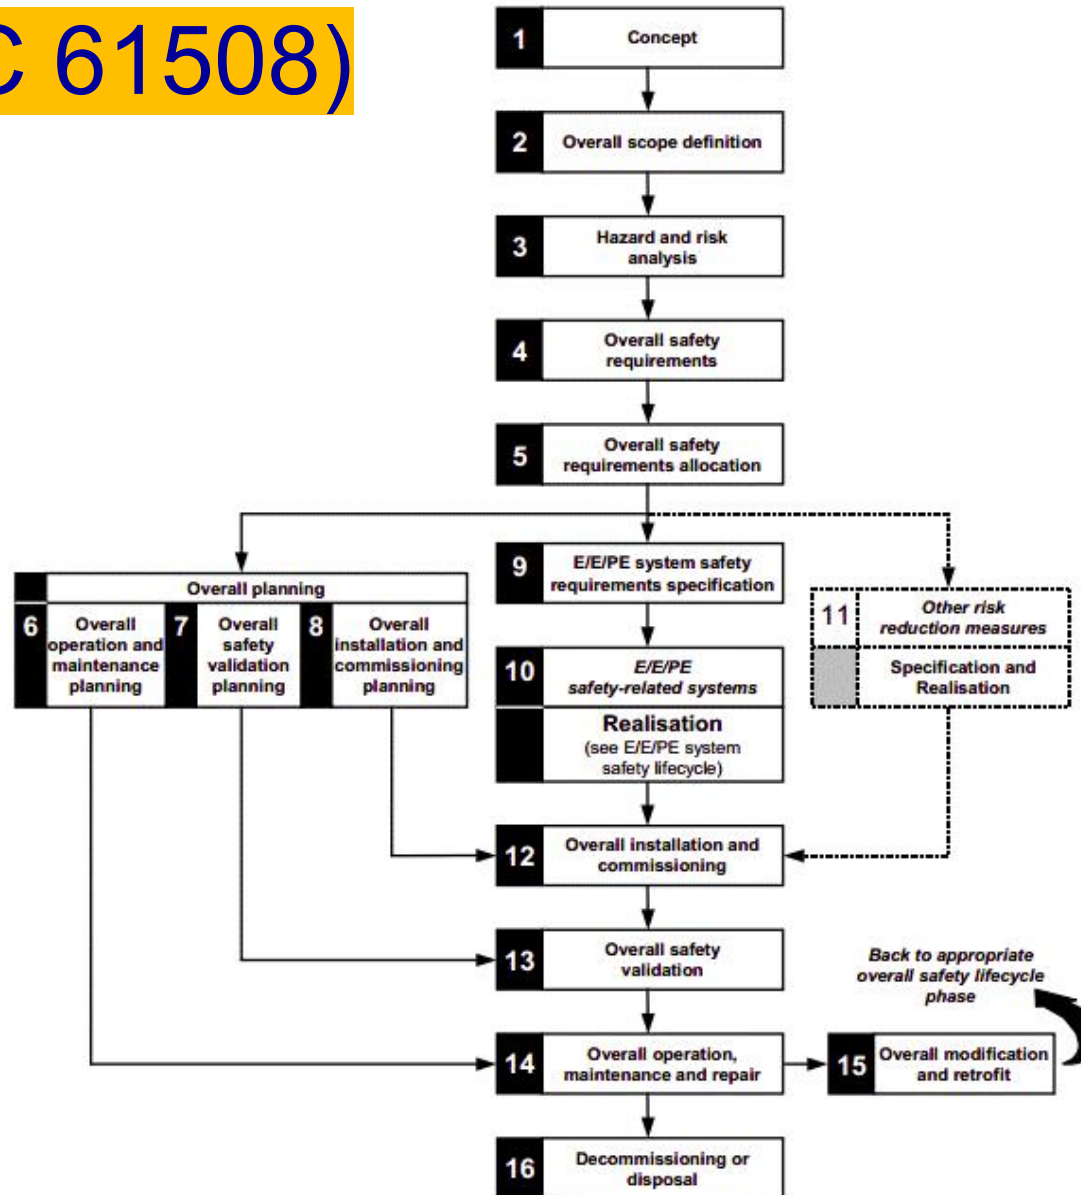 C 61508)
1
Concept
2
Overall scope definition
3
Hazard and risk
analysis
4
Overall safety
requirements
5
Overall safety
requirements allocation
Overall planning
6
Overall
operation and
maintenance
planning
7
Overall
safety
validation
planning
8
Overall
installation and
commissioning
planning
9
E/E/PE system safety
requirements specification
10
E/E/PE
safety-related systems
Realisation
(see E/E/PE system
safety lifecycle)
11
Other risk
reduction measures
Specification and
Realisation
12
Overall installation and
commissioning
13
Overall safety
validation
Back to appropriate
overall safety lifecycle
phase
14
Overall operation,
maintenance and repair
15
Overall modification
and retrofit
16
Decommissioning or
disposal